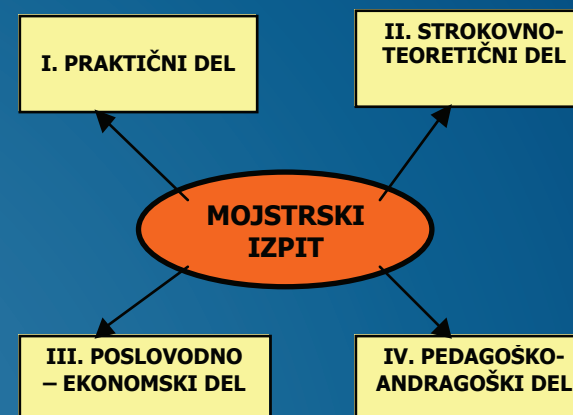 I. PRAKTIČNI DEL
II. STROKOVNO-
TEORETIČNI DEL
MOJSTRSKI
IZPIT
III. POSLOVODNO
– EKONOMSKI DEL
IV. PEDAGOŠKO-
ANDRAGOŠKI DEL